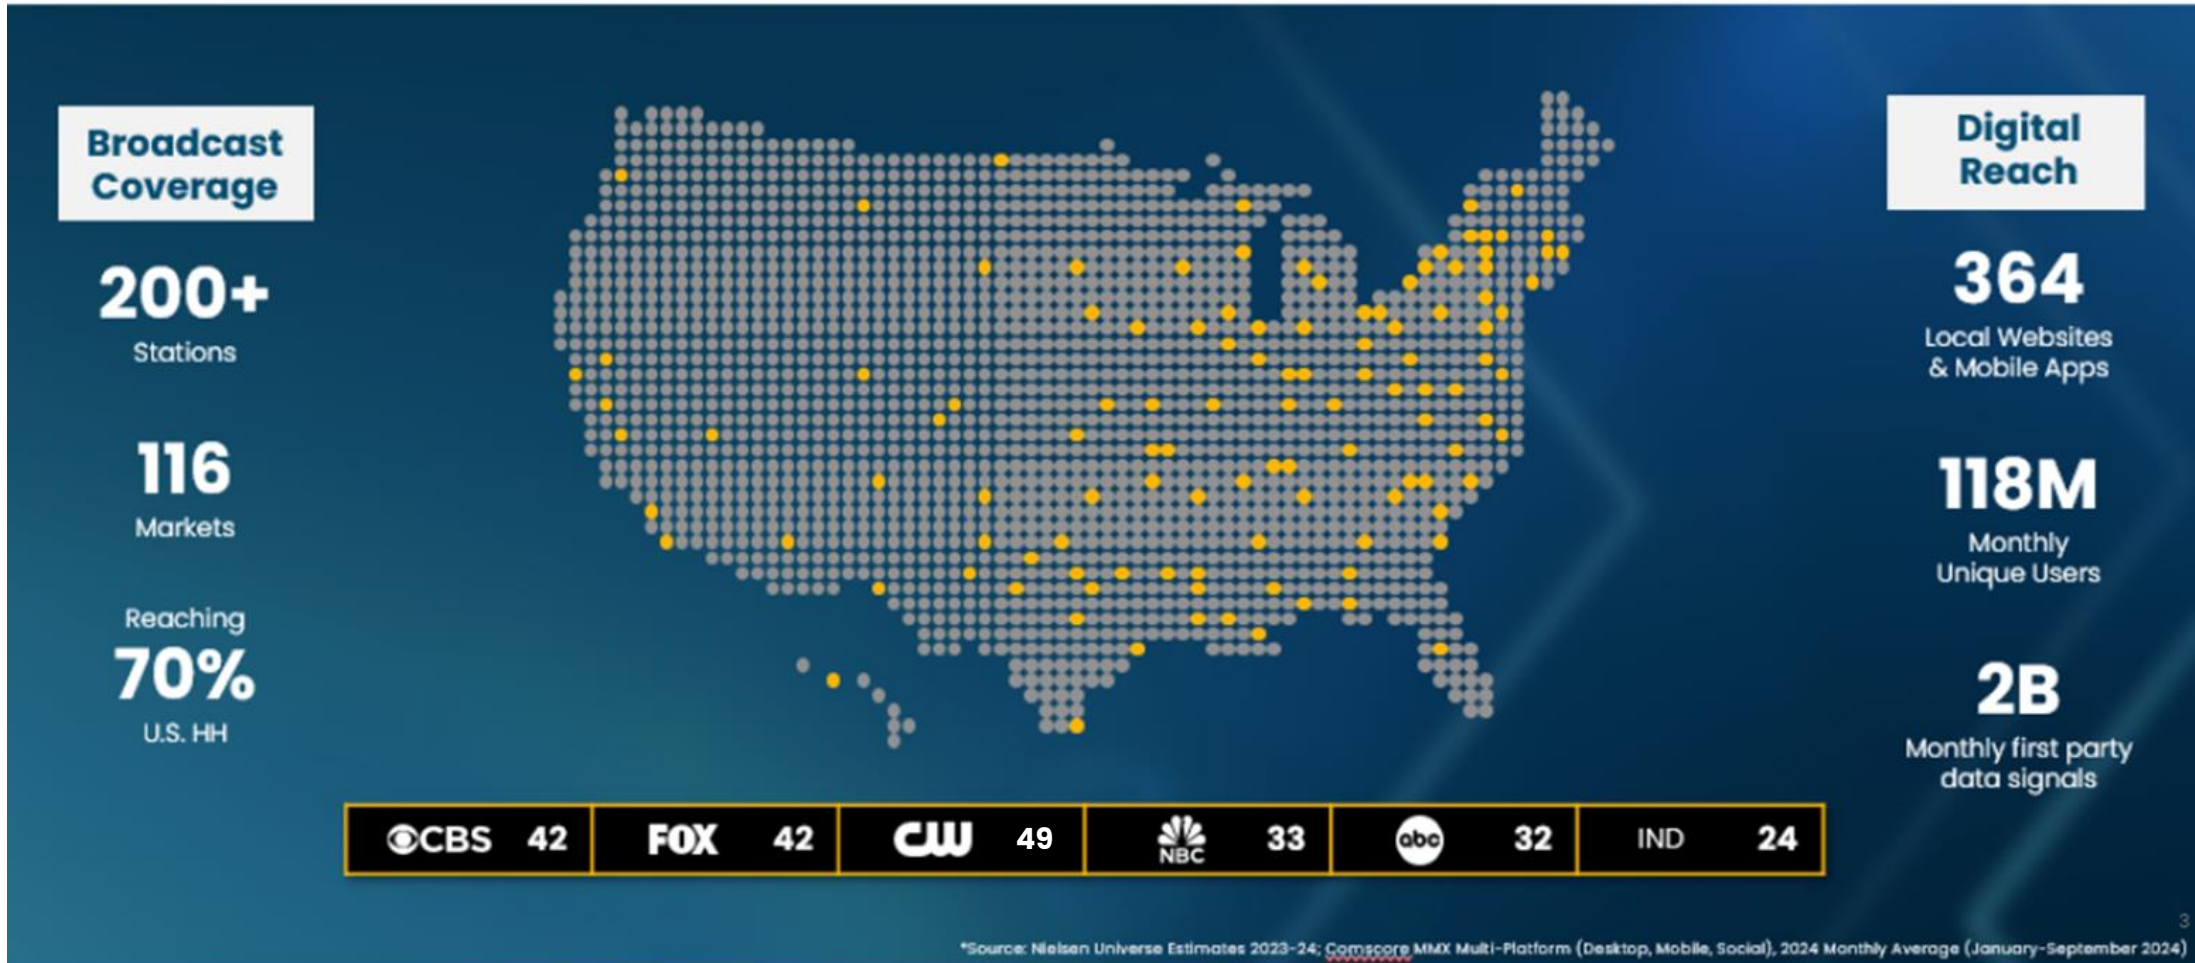 Broadcast
Coverage
200+
Stations
116
Markets
Reaching
70%
U.S. HH
Digital
Reach
364
Local Websites
& Mobile Apps
118M
Monthly
Unique Users
2B
Monthly first party
data signals
CBS 42
FOX 42
CW 49
NBC 33
abc 32
IND 24
3
*Source: Nielsen Universe Estimates 2023-24; Comscore MMX Multi-Platform (Desktop, Mobile, Social), 2024 Monthly Average (January-September 2024)